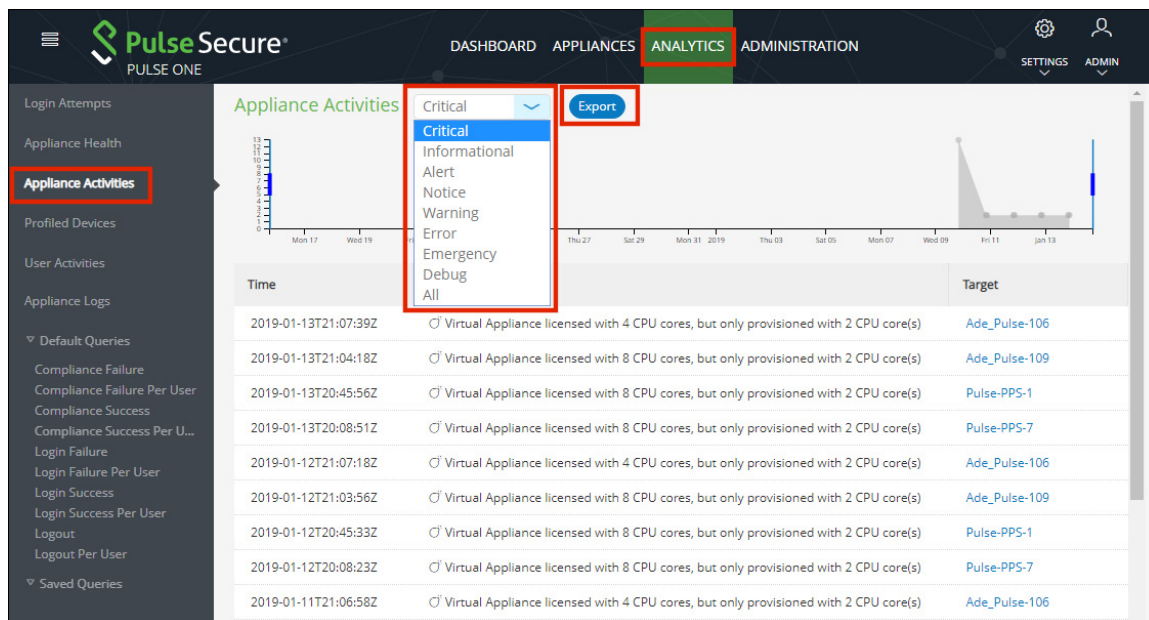 Pulse Secure®
PULSE ONE
DASHBOARD APPLIANCES ANALYTICS ADMINISTRATION
SETTINGS ADMIN
Login Attempts
Appliance Health
Appliance Activities
Profiled Devices
User Activities
Appliance Logs
Default Queries
Compliance Failure
Compliance Failure Per User
Compliance Success
Compliance Success Per U...
Login Failure
Login Failure Per User
Login Success
Login Success Per User
Logout
Logout Per User
Saved Queries
Appliance Activities Critical Export
Critical
Informational
Alert
Notice
Warning
Error
Emergency
Debug
All
13
12
11
10
9
8
7
6
5
4
3
2
1
0
Mon 17 Wed 19 Thu 27 Sat 29 Mon 31 2019 Thu 03 Sat 05 Mon 07 Wed 09 Fri 11 Jan 13
Time Target
2019-01-13T21:07:39Z Virtual Appliance licensed with 4 CPU cores, but only provisioned with 2 CPU core(s) Ade_Pulse-106
2019-01-13T21:04:18Z Virtual Appliance licensed with 8 CPU cores, but only provisioned with 2 CPU core(s) Ade_Pulse-109
2019-01-13T20:45:56Z Virtual Appliance licensed with 8 CPU cores, but only provisioned with 2 CPU core(s) Pulse-PPS-1
2019-01-13T20:08:51Z Virtual Appliance licensed with 8 CPU cores, but only provisioned with 2 CPU core(s) Pulse-PPS-7
2019-01-12T21:07:18Z Virtual Appliance licensed with 4 CPU cores, but only provisioned with 2 CPU core(s) Ade_Pulse-106
2019-01-12T21:03:56Z Virtual Appliance licensed with 8 CPU cores, but only provisioned with 2 CPU core(s) Ade_Pulse-109
2019-01-12T20:45:33Z Virtual Appliance licensed with 8 CPU cores, but only provisioned with 2 CPU core(s) Pulse-PPS-1
2019-01-12T20:08:23Z Virtual Appliance licensed with 8 CPU cores, but only provisioned with 2 CPU core(s) Pulse-PPS-7
2019-01-11T21:06:58Z Virtual Appliance licensed with 4 CPU cores, but only provisioned with 2 CPU core(s) Ade_Pulse-106